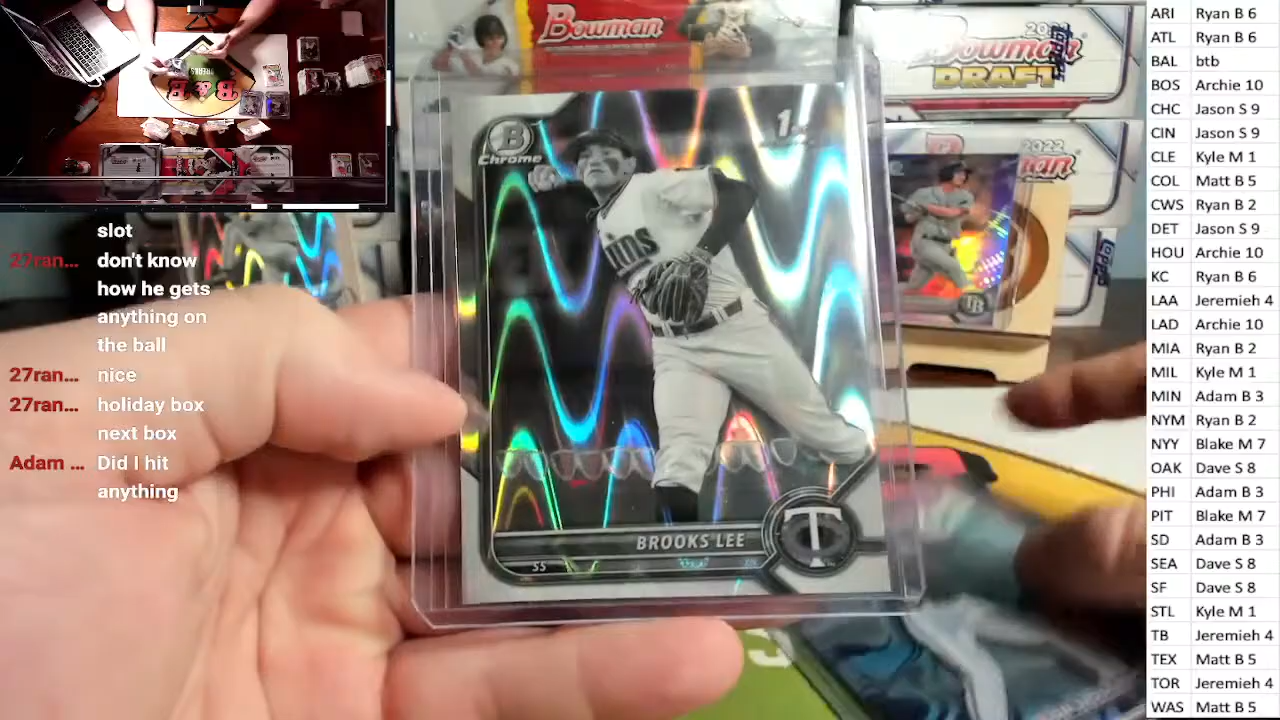 slot
27ran... don't know
how he gets
anything on
the ball
27ran... nice
27ran... holiday box
next box
Adam ... Did I hit
anything
B&B
BREAKS
Bowman
Bowman
DRAFT
2022
B
Chrome
1st
BROOKS LEE
SS
T
TB
ARI Ryan B 6
ATL Ryan B 6
BAL btb
BOS Archie 10
CHC Jason S 9
CIN Jason S 9
CLE Kyle M 1
COL Matt B 5
CWS Ryan B 2
DET Jason S 9
HOU Archie 10
KC Ryan B 6
LAA Jeremieh 4
LAD Archie 10
MIA Ryan B 2
MIL Kyle M 1
MIN Adam B 3
NYM Ryan B 2
NYY Blake M 7
OAK Dave S 8
PHI Adam B 3
PIT Blake M 7
SD Adam B 3
SEA Dave S 8
SF Dave S 8
STL Kyle M 1
TB Jeremieh 4
TEX Matt B 5
TOR Jeremieh 4
WAS Matt B 5